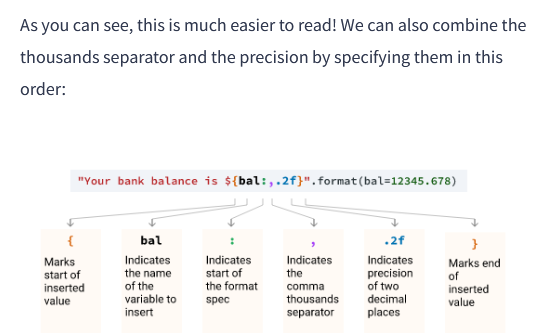 As you can see, this is much easier to read! We can also combine the
thousands separator and the precision by specifying them in this
order:
"Your bank balance is ${bal:,.2f}".format(bal=12345.678)
{
Marks
start of
inserted
value
bal
Indicates
the name
of the
variable to
insert
:
Indicates
start of
the format
spec
,
Indicates
the
comma
thousands
separator
.2f
Indicates
precision
of two
decimal
places
}
Marks end
of
inserted
value